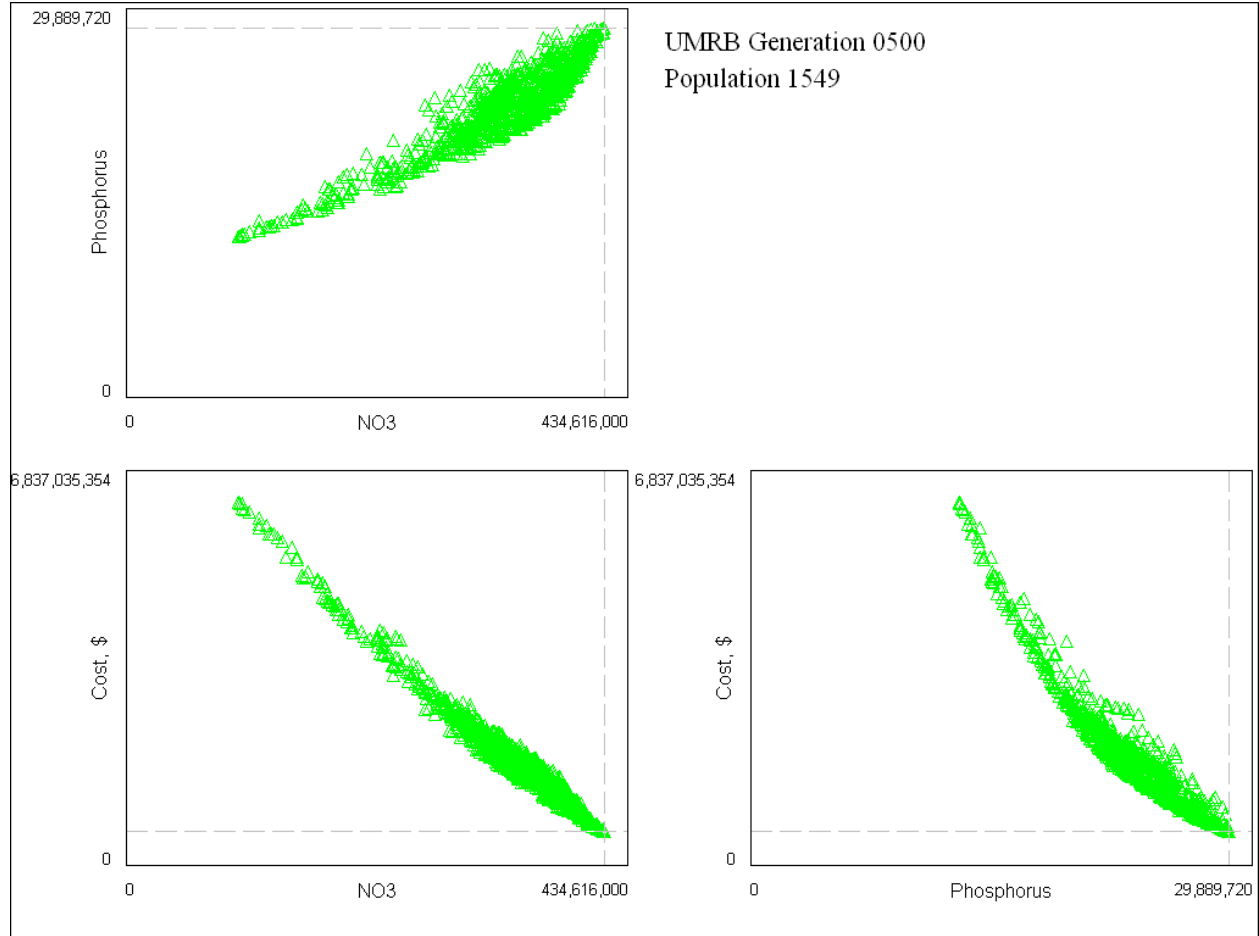 29,889,720
UMRB Generation 0500
Population 1549
Phosphorus
0
0 NO3 434,616,000
6,837,035,354
Cost, $
0
0 NO3 434,616,000
6,837,035,354
Cost, $
0
0 Phosphorus 29,889,720